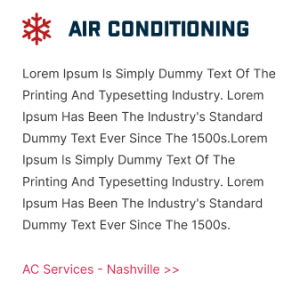 AIR CONDITIONING
Lorem Ipsum Is Simply Dummy Text Of The
Printing And Typesetting Industry. Lorem
Ipsum Has Been The Industry's Standard
Dummy Text Ever Since The 1500s.Lorem
Ipsum Is Simply Dummy Text Of The
Printing And Typesetting Industry. Lorem
Ipsum Has Been The Industry's Standard
Dummy Text Ever Since The 1500s.
AC Services - Nashville >>